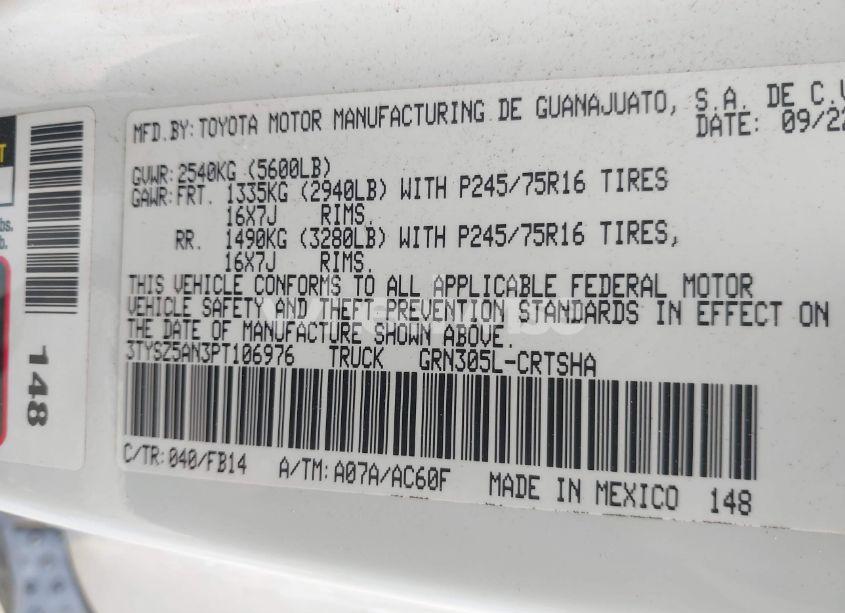 MFD.BY: TOYOTA MOTOR MANUFACTURING DE GUANAJUATO, S.A. DE C.V
DATE: 09/22
GVWR: 2540KG (5600LB)
GAWR: FRT. 1335KG (2940LB) WITH P245/75R16 TIRES
16X7J RIMS.
RR. 1490KG (3280LB) WITH P245/75R16 TIRES,
16X7J RIMS.
THIS VEHICLE CONFORMS TO ALL APPLICABLE FEDERAL MOTOR
VEHICLE SAFETY AND THEFT PREVENTION STANDARDS IN EFFECT ON
THE DATE OF MANUFACTURE SHOWN ABOVE.
3TYSZ5AN3PT106976 TRUCK GRN305L-CRTSHA
C/TR: 040/FB14 A/TM: A07A/AC60F MADE IN MEXICO 148
148